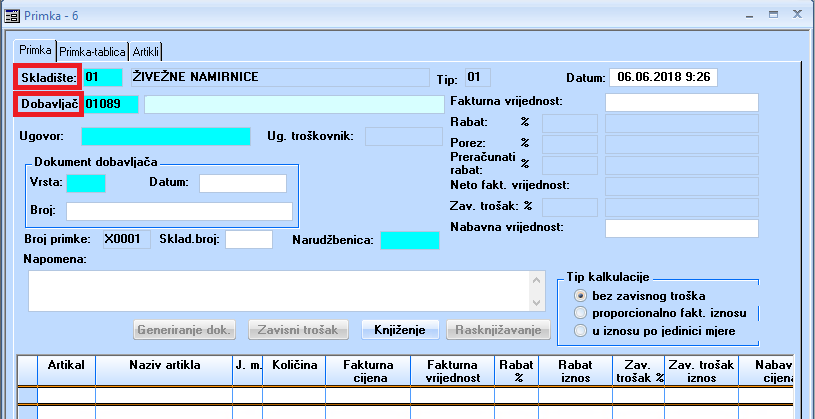 Primka - 6
Primka Primka-tablica Artikli
Skladište: 01 ŽIVEŽNE NAMIRNICE Tip: 01 Datum: 06.06.2018 9:26
Dobavljač 01089 Fakturna vrijednost:
Rabat: %
Ugovor: Ug. troškovnik: Porez: %
Preračunati rabat: %
Dokument dobavljača
Vrsta: Datum: Neto fakt. vrijednost:
Broj: Zav. trošak: %
Nabavna vrijednost:
Broj primke: X0001 Sklad.broj: Narudžbenica:
Napomena:
Tip kalkulacije
bez zavisnog troška
proporcionalno fakt. iznosu
u iznosu po jedinici mjere
Generiranje dok. Zavisni trošak Knjiženje Rasknjižavanje
Artikal Naziv artikla J. m. Količina Fakturna cijena Fakturna vrijednost Rabat % Rabat iznos Zav. trošak % Zav. trošak iznos Nabav cijena